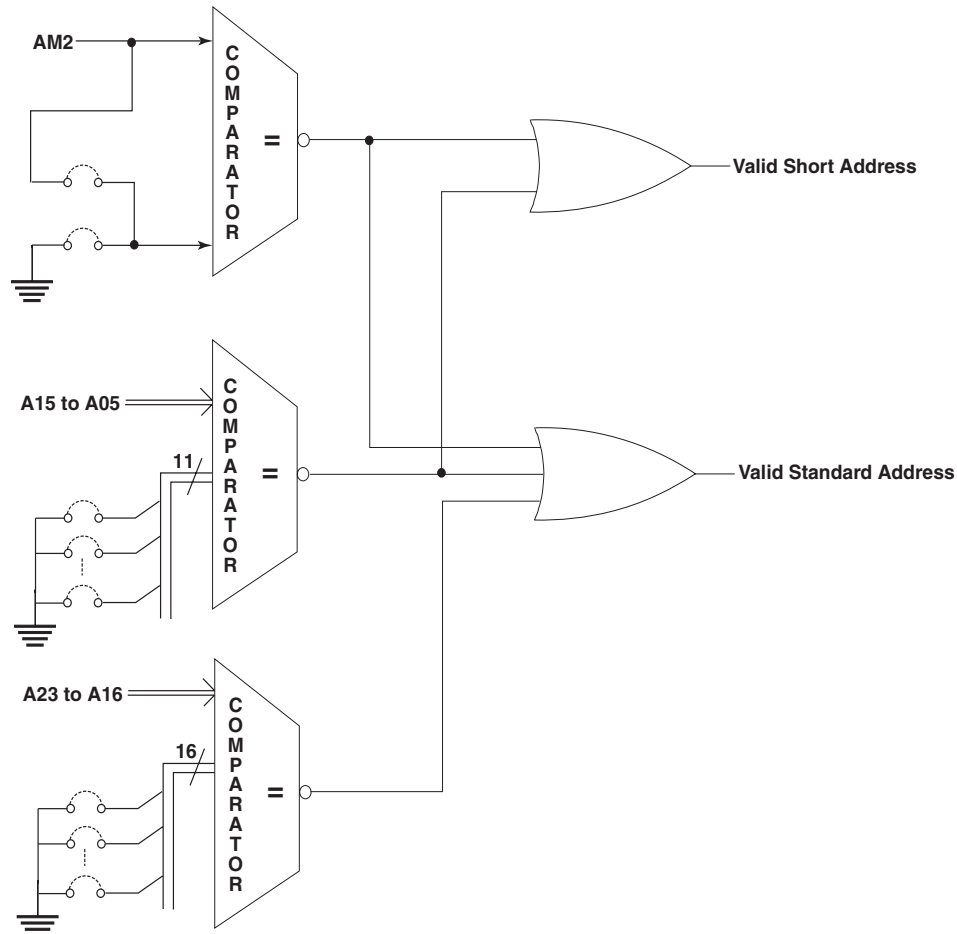 AM2
COMPARATOR
=
Valid Short Address
A15 to A05
COMPARATOR
11
=
Valid Standard Address
A23 to A16
COMPARATOR
16
=